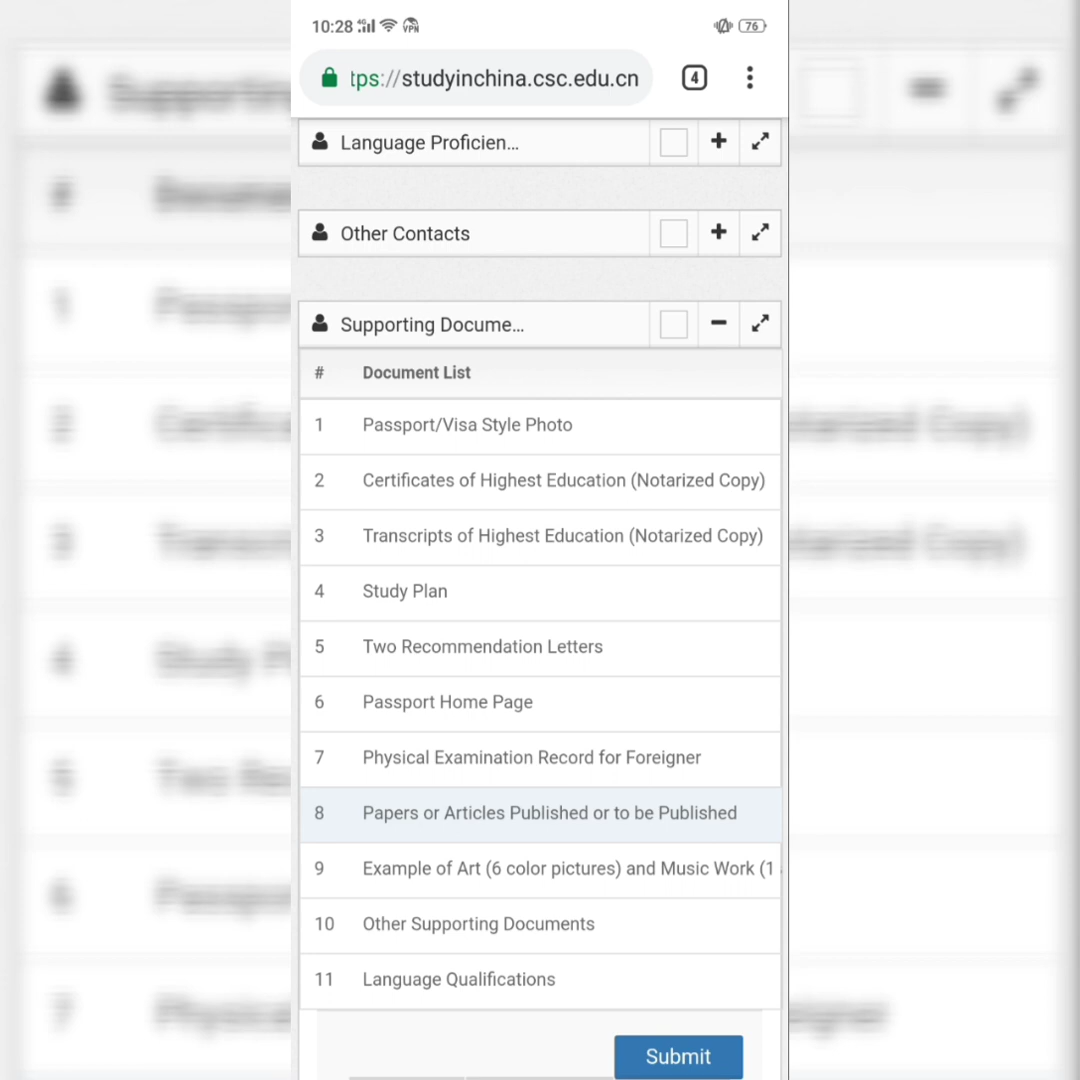 10:28 4G VPN 76
tps://studyinchina.csc.edu.cn 4
Language Proficien...
Other Contacts
Supporting Docume...
# Document List
1 Passport/Visa Style Photo
2 Certificates of Highest Education (Notarized Copy)
3 Transcripts of Highest Education (Notarized Copy)
4 Study Plan
5 Two Recommendation Letters
6 Passport Home Page
7 Physical Examination Record for Foreigner
8 Papers or Articles Published or to be Published
9 Example of Art (6 color pictures) and Music Work (1
10 Other Supporting Documents
11 Language Qualifications
Submit